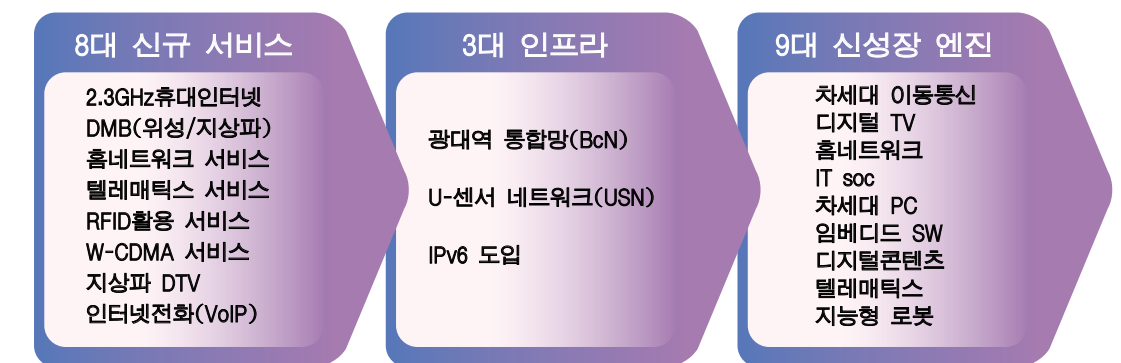 8대 신규 서비스
2.3GHz휴대인터넷
DMB(위성/지상파)
홈네트워크 서비스
텔레매틱스 서비스
RFID활용 서비스
W-CDMA 서비스
지상파 DTV
인터넷전화(VoIP)
3대 인프라
광대역 통합망(BcN)
U-센서 네트워크(USN)
IPv6 도입
9대 신성장 엔진
차세대 이동통신
디지털 TV
홈네트워크
IT soc
차세대 PC
임베디드 SW
디지털콘텐츠
텔레매틱스
지능형 로봇